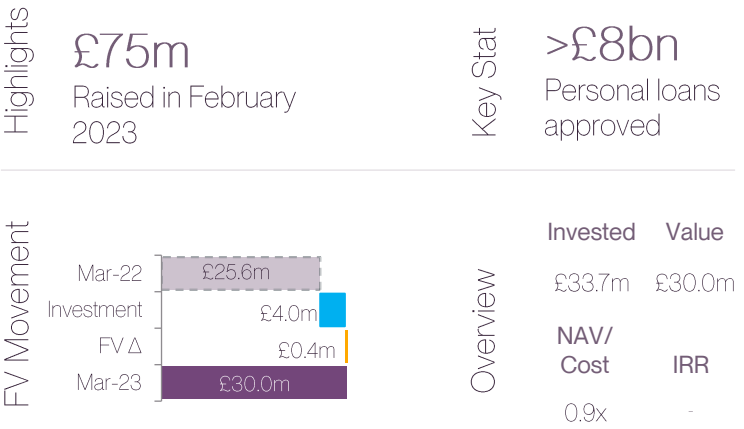 Highlights
£75m
Raised in February
2023
Key Stat
>£8bn
Personal loans
approved
FV Movement
Mar-22
£25.6m
Investment
£4.0m
FV Δ
£0.4m
Mar-23
£30.0m
Overview
Invested Value
£33.7m £30.0m
NAV/
Cost IRR
0.9x -